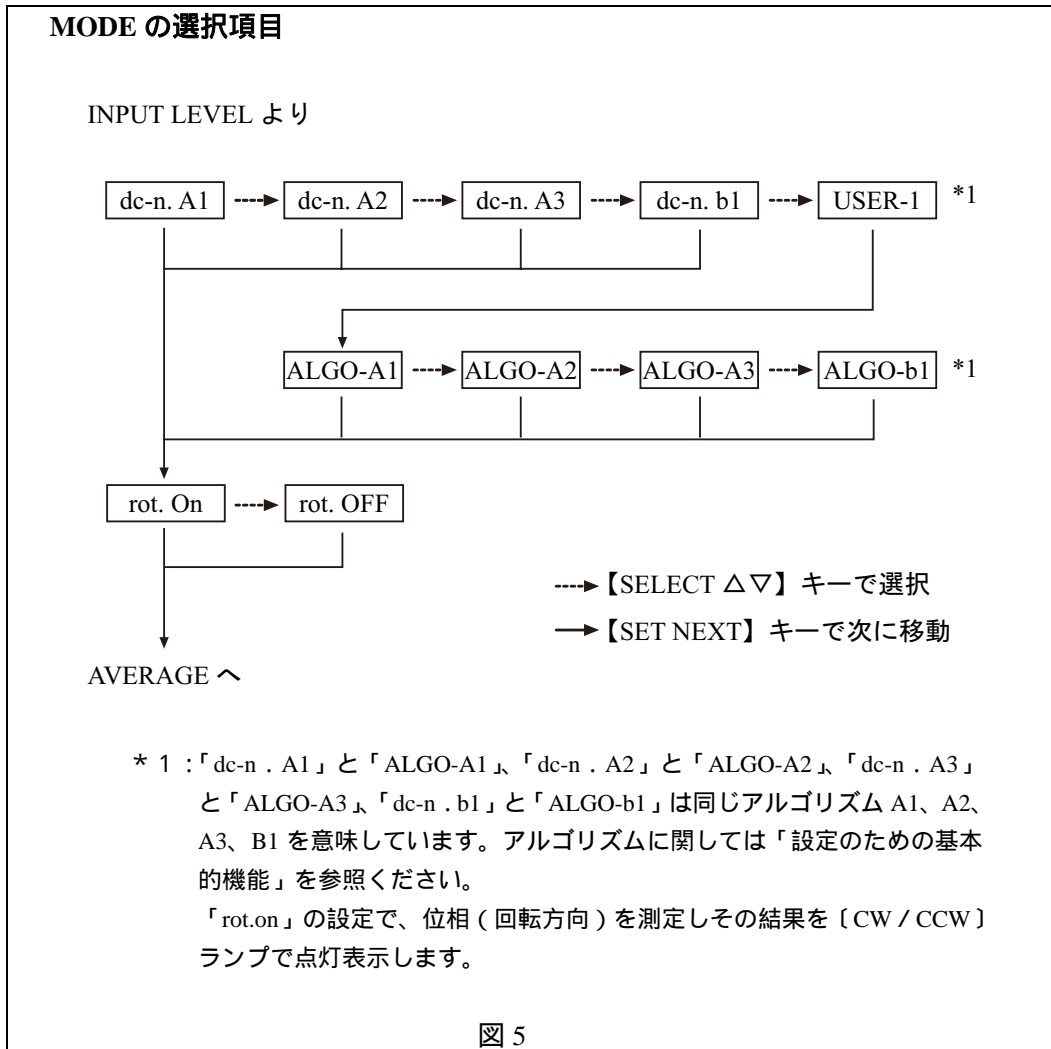 MODE の選択項目
INPUT LEVEL より
dc-n. A1 dc-n. A2 dc-n. A3 dc-n. b1 USER-1 *1
ALGO-A1 ALGO-A2 ALGO-A3 ALGO-b1 *1
rot. On rot. OFF
【SELECT △▽】キーで選択
【SET NEXT】キーで次に移動
AVERAGE へ
* 1 :「dc-n . A1」と「ALGO-A1」、「dc-n . A2」と「ALGO-A2」、「dc-n . A3」
と「ALGO-A3」、「dc-n . b1」と「ALGO-b1」は同じアルゴリズム A1、A2、
A3、B1 を意味しています。アルゴリズムに関しては「設定のための基本
的機能」を参照ください。
「rot.on」の設定で、位相(回転方向)を測定しその結果を〔CW/CCW〕
ランプで点灯表示します。
図 5